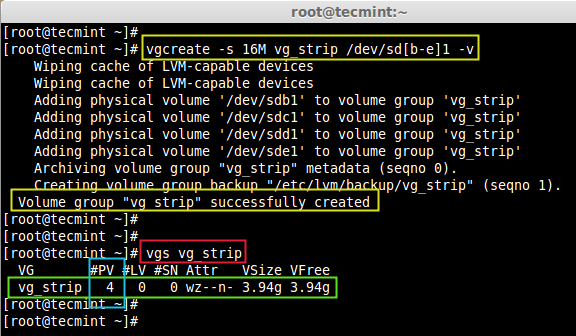 root@tecmint:~
[root@tecmint ~]#
[root@tecmint ~]# vgcreate -s 16M vg_strip /dev/sd[b-e]1 -v
Wiping cache of LVM-capable devices
Wiping cache of LVM-capable devices
Adding physical volume '/dev/sdb1' to volume group 'vg_strip'
Adding physical volume '/dev/sdc1' to volume group 'vg_strip'
Adding physical volume '/dev/sdd1' to volume group 'vg_strip'
Adding physical volume '/dev/sde1' to volume group 'vg_strip'
Archiving volume group "vg_strip" metadata (seqno 0).
Creating volume group backup "/etc/lvm/backup/vg_strip" (seqno 1).
Volume group "vg_strip" successfully created
[root@tecmint ~]#
[root@tecmint ~]#
[root@tecmint ~]# vgs vg_strip
VG #PV #LV #SN Attr VSize VFree
vg_strip 4 0 0 wz--n- 3.94g 3.94g
[root@tecmint ~]#
[root@tecmint ~]#